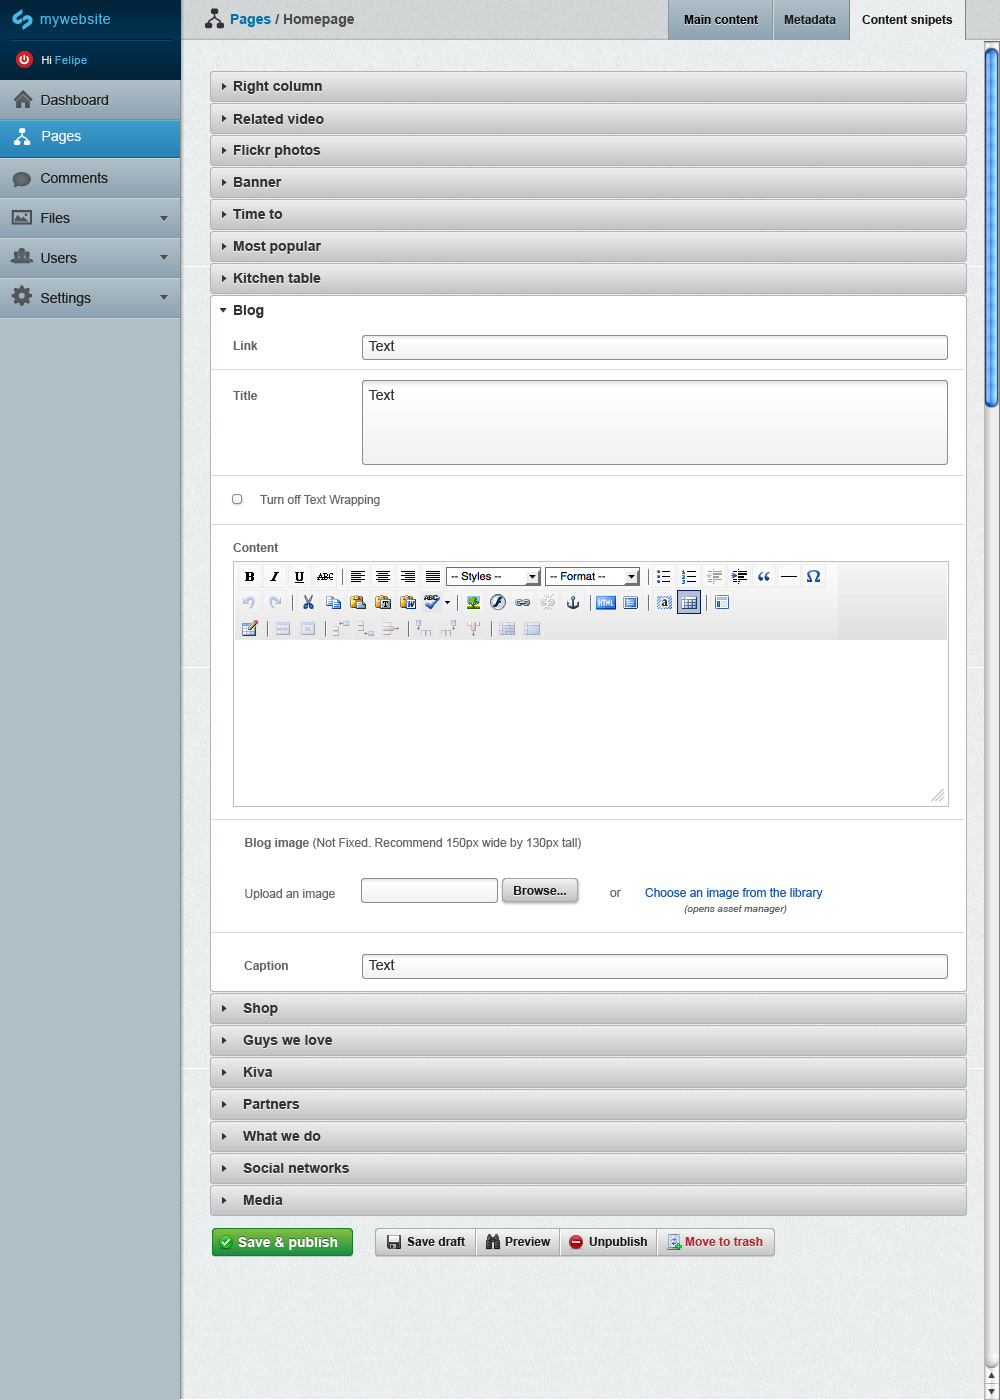 mywebsite
Hi Felipe
Dashboard
Pages
Comments
Files
Users
Settings
Pages / Homepage
Main content
Metadata
Content snipets
Right column
Related video
Flickr photos
Banner
Time to
Most popular
Kitchen table
Blog
Link
Text
Title
Text
Turn off Text Wrapping
Content
B I U ABC -- Styles -- -- Format -- “ Ω
ABC HTML a
Blog image (Not Fixed. Recommend 150px wide by 130px tall)
Upload an image Browse... or Choose an image from the library
(opens asset manager)
Caption
Text
Shop
Guys we love
Kiva
Partners
What we do
Social networks
Media
Save & publish
Save draft
Preview
Unpublish
Move to trash